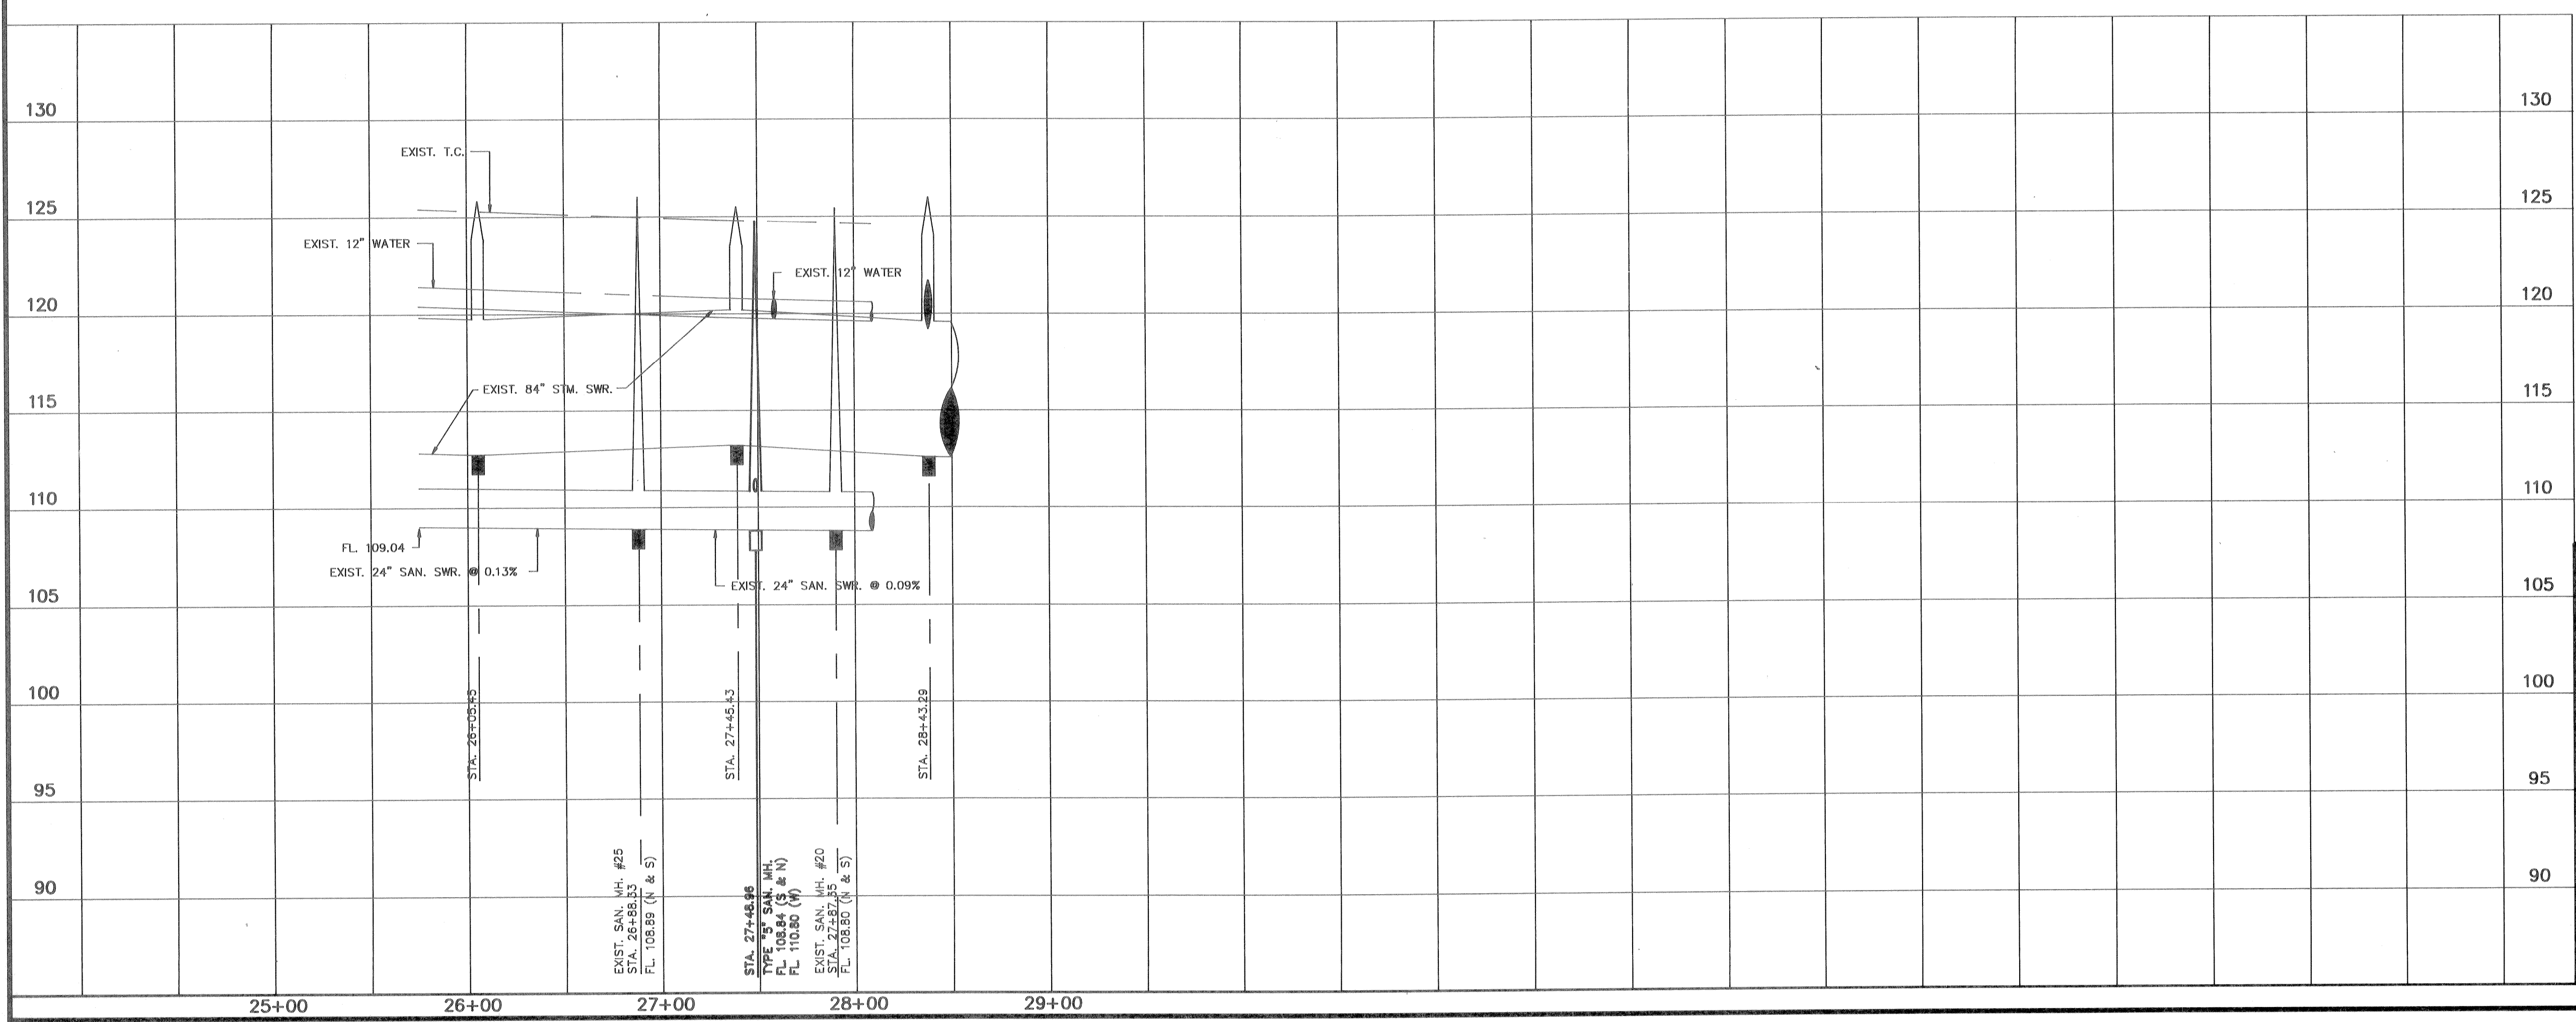 130
130
EXIST. T.C.
125
125
EXIST. 12" WATER
EXIST. 12" WATER
120
120
EXIST. 84" STM. SWR.
115
115
110
110
FL. 109.04
EXIST. 24" SAN. SWR. @ 0.13%
EXIST. 24" SAN. SWR. @ 0.09%
105
105
100
100
STA. 26+05.45
STA. 27+45.43
STA. 28+43.29
95
95
90
90
EXIST. SAN. MH. #25
STA. 26+88.33
FL. 108.89 (N & S)
STA. 27+48.96
TYPE "5" SAN. MH.
FL. 108.84 (S & N)
FL. 110.80 (W)
EXIST. SAN. MH. #20
STA. 27+87.35
FL. 108.80 (N & S)
25+00
26+00
27+00
28+00
29+00